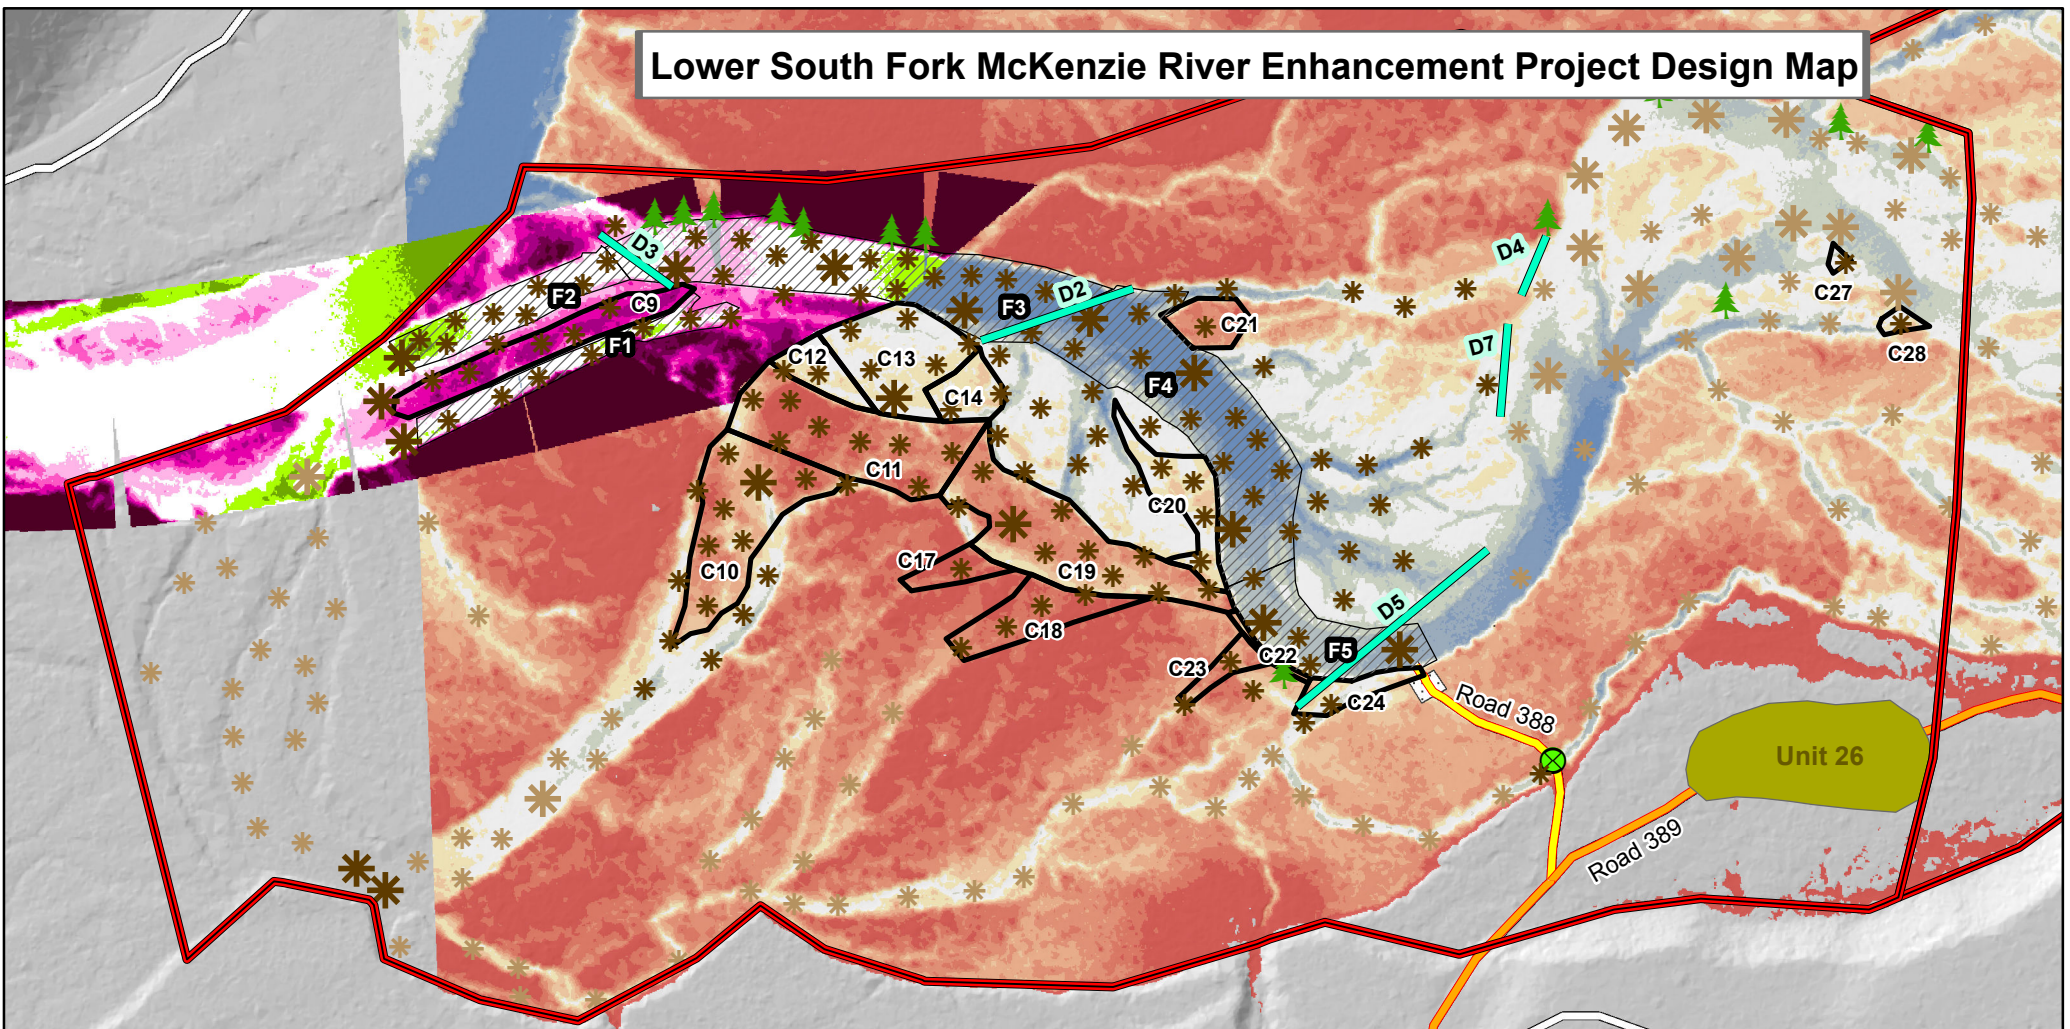 Lower South Fork McKenzie River Enhancement Project Design Map
D3
D4
F2
C9
F3
D2
C27
F1
C12
C13
C21
D7
C28
C14
F4
C11
C20
C17
C10
C19
C18
D5
C23
C22
F5
C24
Road 388
Unit 26
Road 389